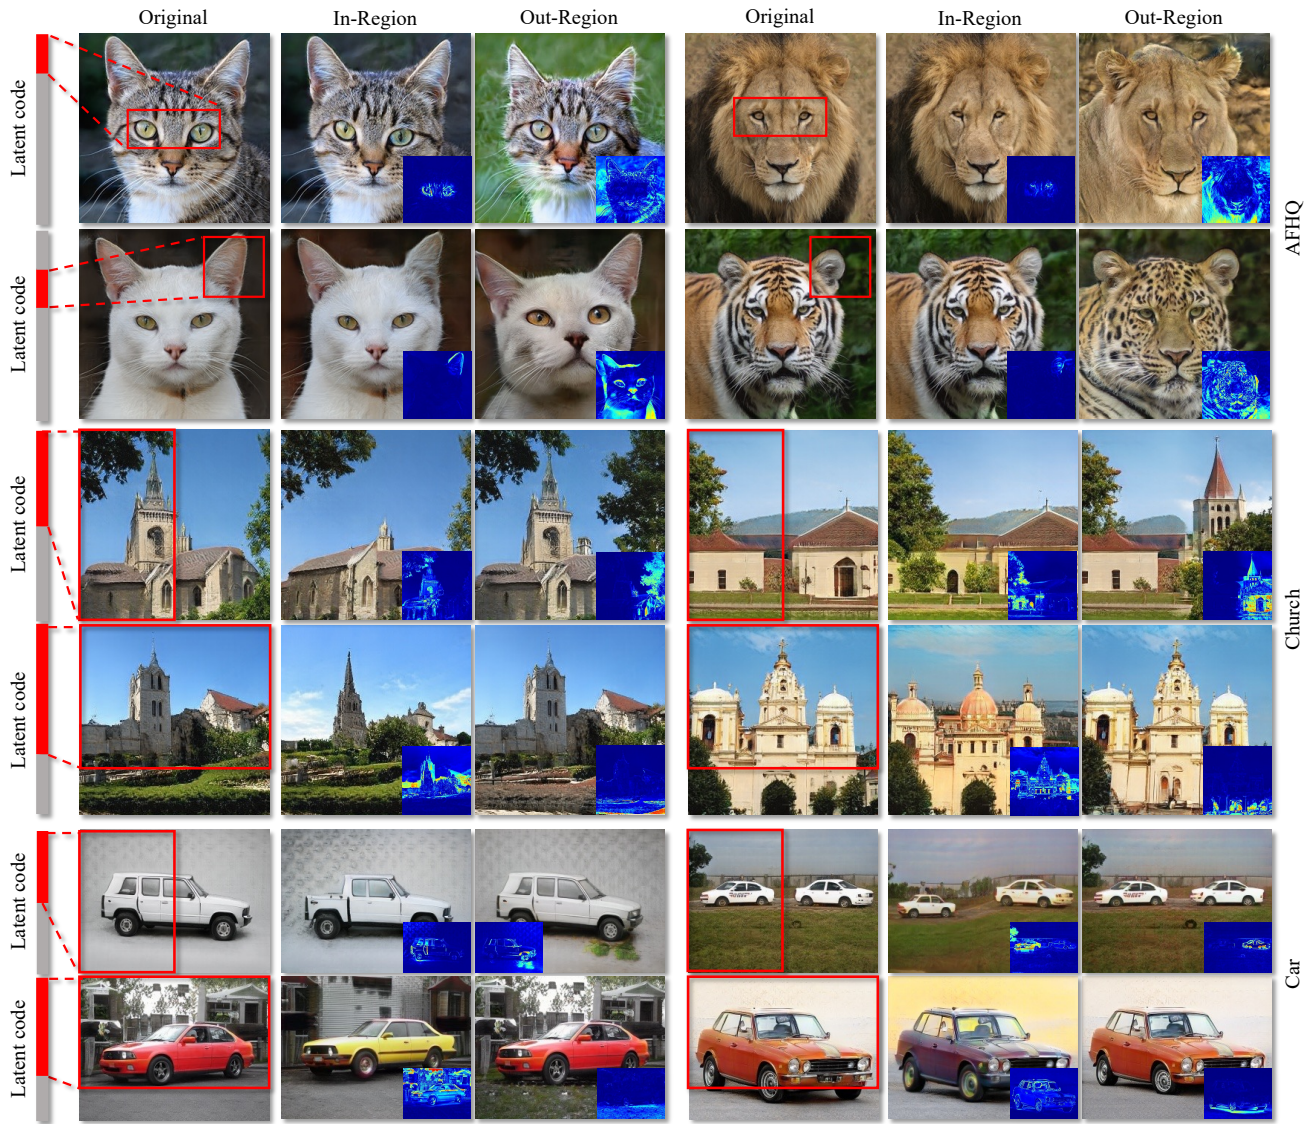 Original
In-Region
Out-Region
Original
In-Region
Out-Region
Latent code
AFHQ
Latent code
Latent code
Church
Latent code
Latent code
Car
Latent code